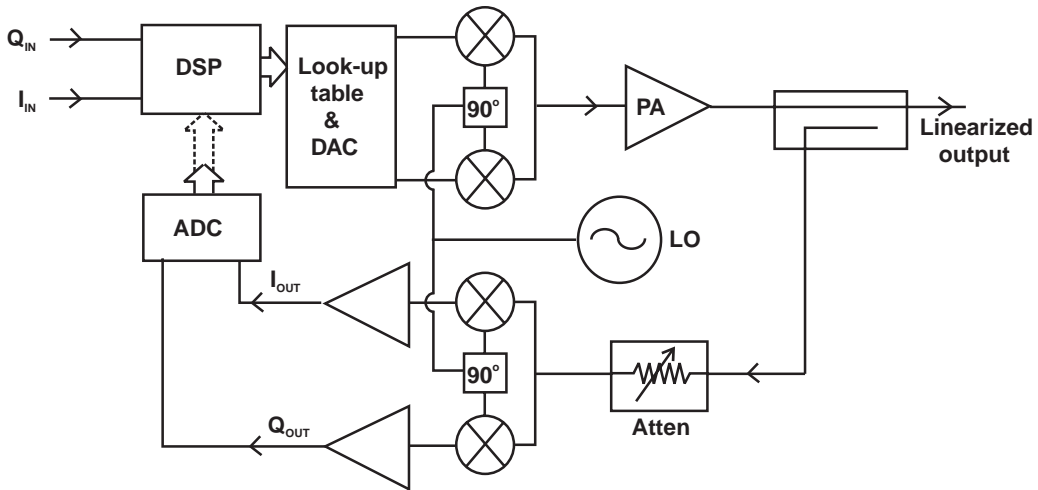 Q_IN
I_IN
DSP
Look-up
table
&
DAC
90°
PA
Linearized
output
ADC
LO
I_OUT
90°
Q_OUT
Atten